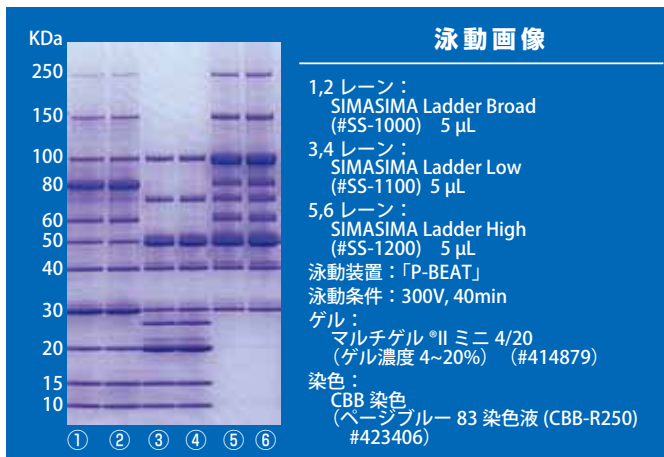 KDa
250
150
100
80
60
50
40
30
20
15
10
① ② ③ ④ ⑤ ⑥
泳動画像
1,2 レーン：
SIMASIMA Ladder Broad
(#SS-1000) 5 μL
3,4 レーン：
SIMASIMA Ladder Low
(#SS-1100) 5 μL
5,6 レーン：
SIMASIMA Ladder High
(#SS-1200) 5 μL
泳動装置：「P-BEAT」
泳動条件：300V, 40min
ゲル：
マルチゲル ®II ミニ 4/20
（ゲル濃度 4~20%）（#414879）
染色：
CBB 染色
（ページブルー 83 染色液 (CBB-R250)
#423406）